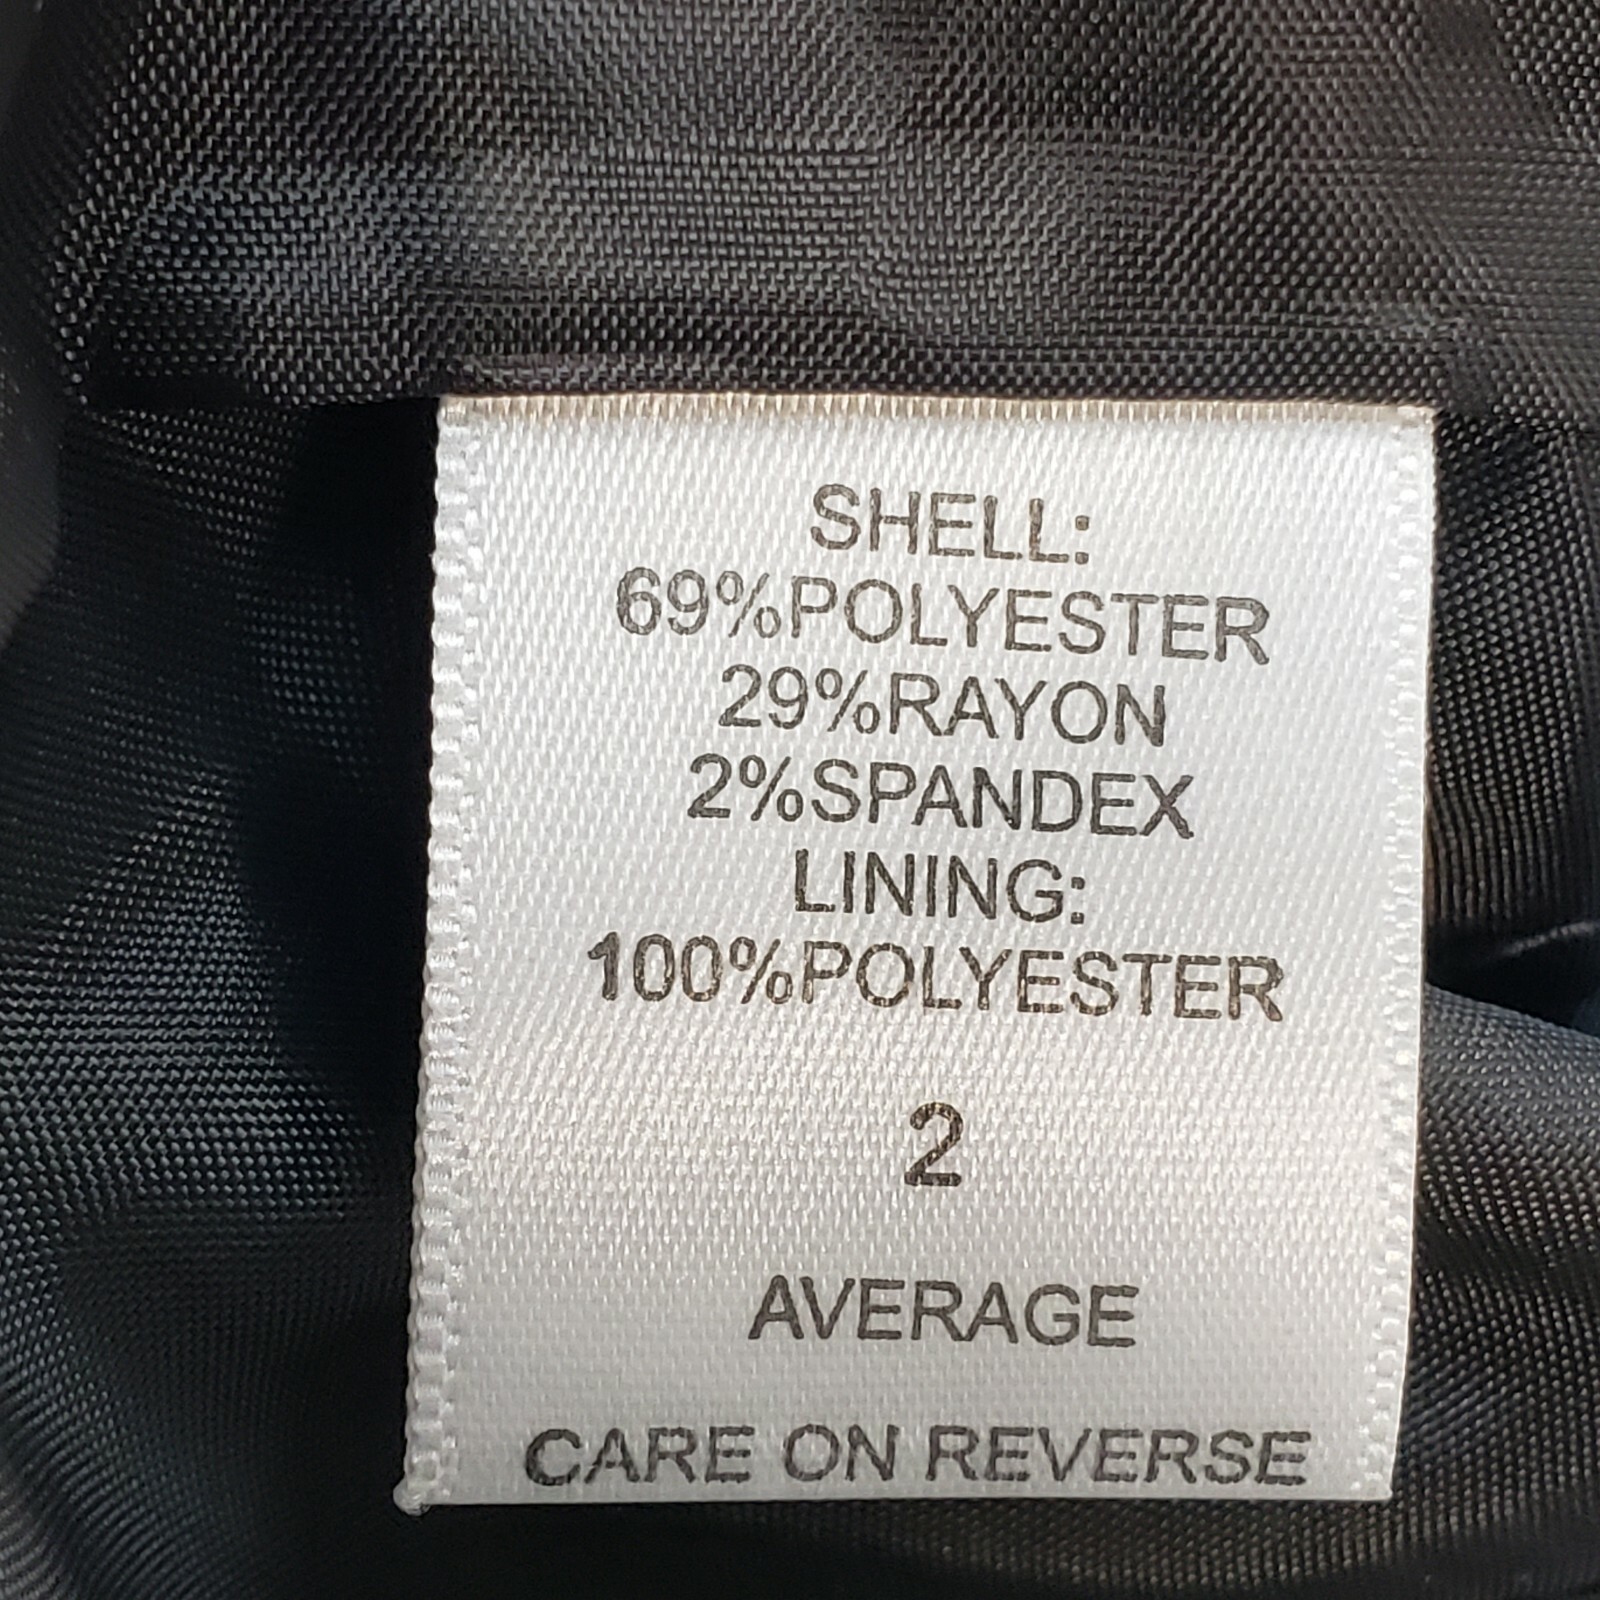 SHELL:
69%POLYESTER
29%RAYON
2%SPANDEX
LINING:
100%POLYESTER
2
AVERAGE
CARE ON REVERSE